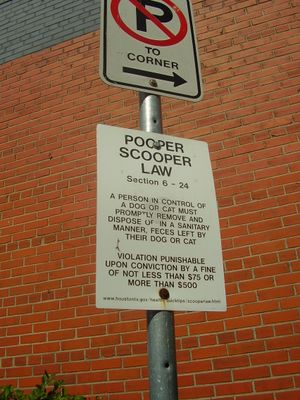 P
TO
CORNER
POOPER
SCOOPER
LAW
Section 6 - 24
A PERSON IN CONTROL OF
A DOG OR CAT MUST
PROMPTLY REMOVE AND
DISPOSE OF IN A SANITARY
MANNER, FECES LEFT BY
THEIR DOG OR CAT
VIOLATION PUNISHABLE
UPON CONVICTION BY A FINE
OF NOT LESS THAN $75 OR
MORE THAN $500